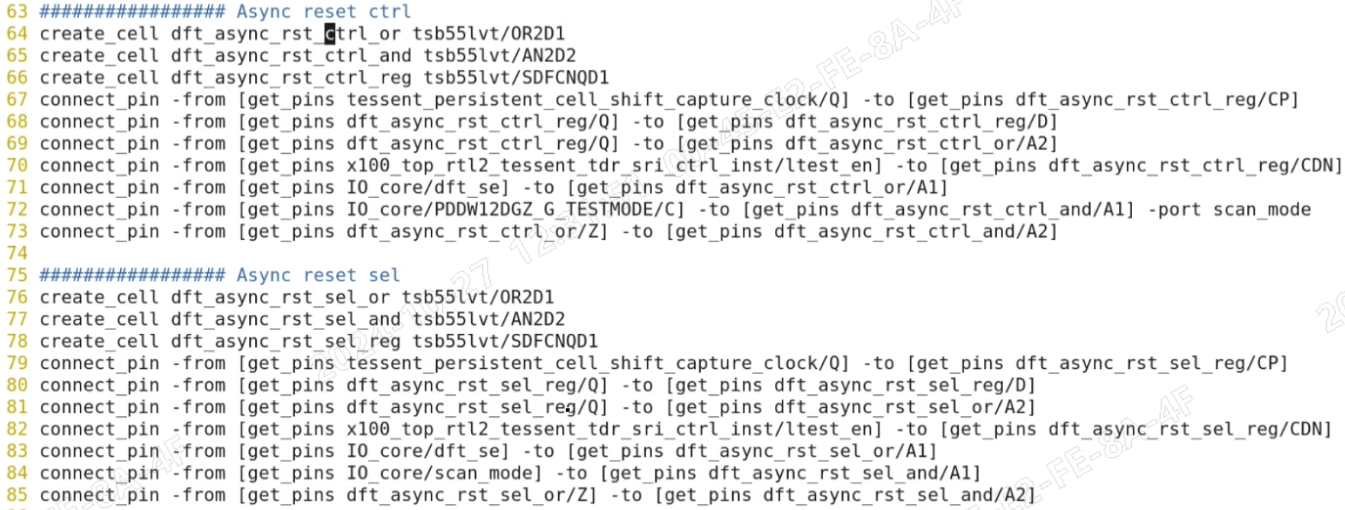 63 ################# Async reset ctrl
64 create_cell dft_async_rst_ctrl_or tsb55lvt/OR2D1
65 create_cell dft_async_rst_ctrl_and tsb55lvt/AN2D2
66 create_cell dft_async_rst_ctrl_reg tsb55lvt/SDFCNQD1
67 connect_pin -from [get_pins tessent_persistent_cell_shift_capture_clock/Q] -to [get_pins dft_async_rst_ctrl_reg/CP]
68 connect_pin -from [get_pins dft_async_rst_ctrl_reg/Q] -to [get_pins dft_async_rst_ctrl_reg/D]
69 connect_pin -from [get_pins dft_async_rst_ctrl_reg/Q] -to [get_pins dft_async_rst_ctrl_or/A2]
70 connect_pin -from [get_pins x100_top_rtl2_tessent_tdr_sri_ctrl_inst/ltest_en] -to [get_pins dft_async_rst_ctrl_reg/CDN]
71 connect_pin -from [get_pins IO_core/dft_se] -to [get_pins dft_async_rst_ctrl_or/A1]
72 connect_pin -from [get_pins IO_core/PDDW12DGZ_G_TESTMODE/C] -to [get_pins dft_async_rst_ctrl_and/A1] -port scan_mode
73 connect_pin -from [get_pins dft_async_rst_ctrl_or/Z] -to [get_pins dft_async_rst_ctrl_and/A2]
74
75 ################# Async reset sel
76 create_cell dft_async_rst_sel_or tsb55lvt/OR2D1
77 create_cell dft_async_rst_sel_and tsb55lvt/AN2D2
78 create_cell dft_async_rst_sel_reg tsb55lvt/SDFCNQD1
79 connect_pin -from [get_pins tessent_persistent_cell_shift_capture_clock/Q] -to [get_pins dft_async_rst_sel_reg/CP]
80 connect_pin -from [get_pins dft_async_rst_sel_reg/Q] -to [get_pins dft_async_rst_sel_reg/D]
81 connect_pin -from [get_pins dft_async_rst_sel_reg/Q] -to [get_pins dft_async_rst_sel_or/A2]
82 connect_pin -from [get_pins x100_top_rtl2_tessent_tdr_sri_ctrl_inst/ltest_en] -to [get_pins dft_async_rst_sel_reg/CDN]
83 connect_pin -from [get_pins IO_core/dft_se] -to [get_pins dft_async_rst_sel_or/A1]
84 connect_pin -from [get_pins IO_core/scan_mode] -to [get_pins dft_async_rst_sel_and/A1]
85 connect_pin -from [get_pins dft_async_rst_sel_or/Z] -to [get_pins dft_async_rst_sel_and/A2]